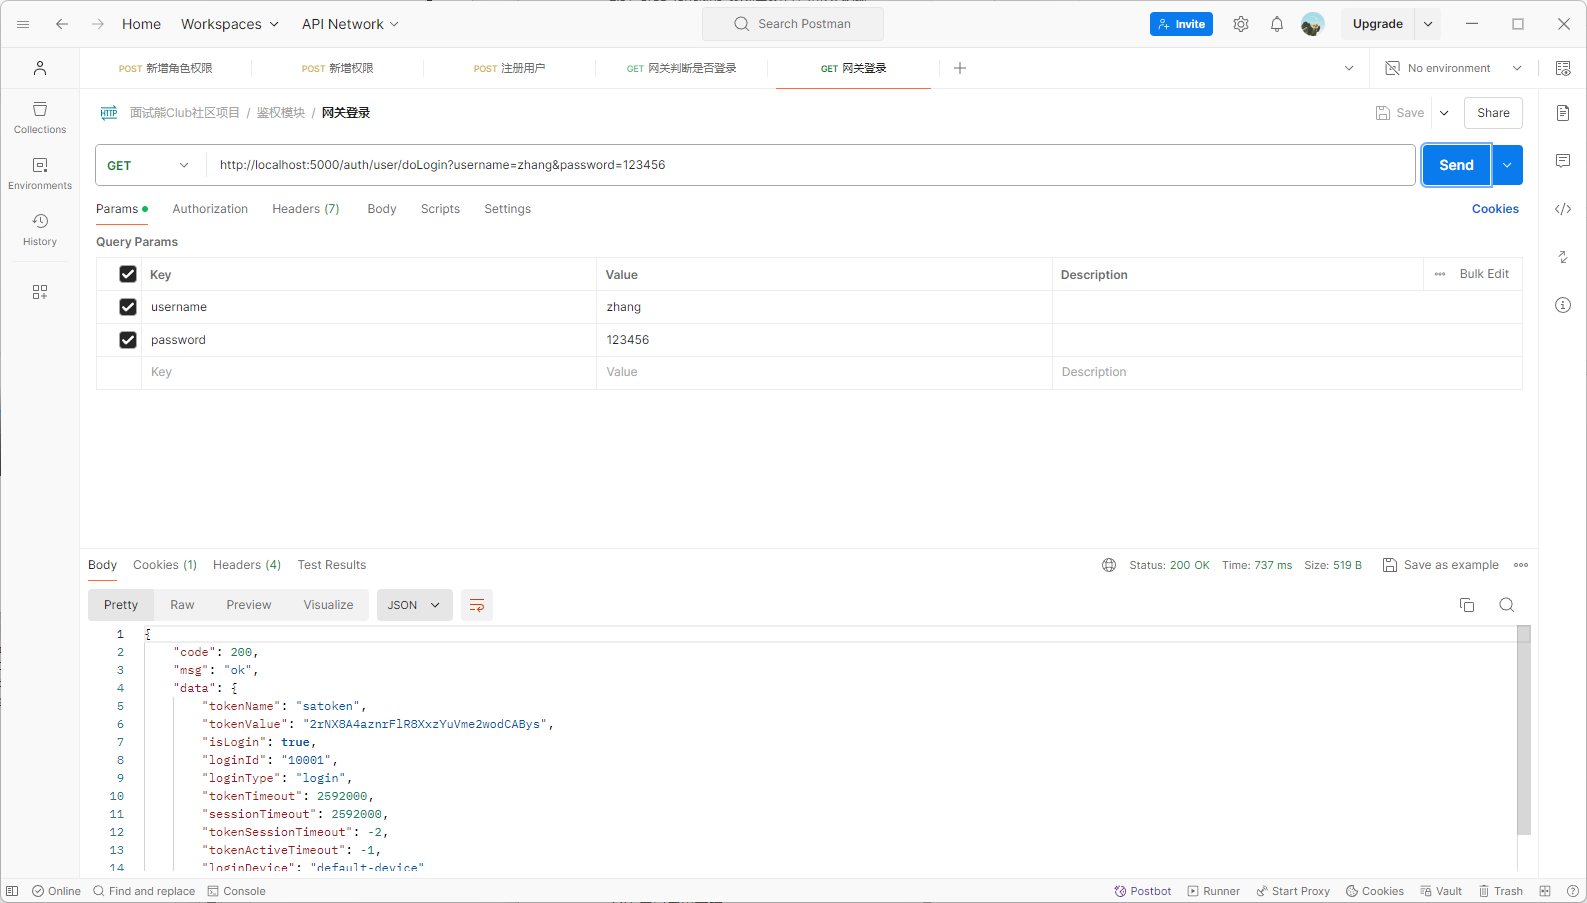 Home Workspaces API Network Search Postman Invite Upgrade
POST 新增角色权限 POST 新增权限 POST 注册用户 GET 网关判断是否登录 GET 网关登录 No environment
HTTP 面试熊Club社区项目 / 鉴权模块 / 网关登录 Save Share
Collections
Environments
History
GET http://localhost:5000/auth/user/doLogin?username=zhang&password=123456 Send
Params Authorization Headers (7) Body Scripts Settings Cookies
Query Params
Key Value Description Bulk Edit
username zhang
password 123456
Key Value Description
Body Cookies (1) Headers (4) Test Results Status: 200 OK Time: 737 ms Size: 519 B Save as example
Pretty Raw Preview Visualize JSON
1 {
2 "code": 200,
3 "msg": "ok",
4 "data": {
5 "tokenName": "satoken",
6 "tokenValue": "2rNX8A4aznrFlR8XxzYuVme2wodCABys",
7 "isLogin": true,
8 "loginId": "10001",
9 "loginType": "login",
10 "tokenTimeout": 2592000,
11 "sessionTimeout": 2592000,
12 "tokenSessionTimeout": -2,
13 "tokenActiveTimeout": -1,
14 "loginDevice": "default-device"
Online Find and replace Console Postbot Runner Start Proxy Cookies Vault Trash